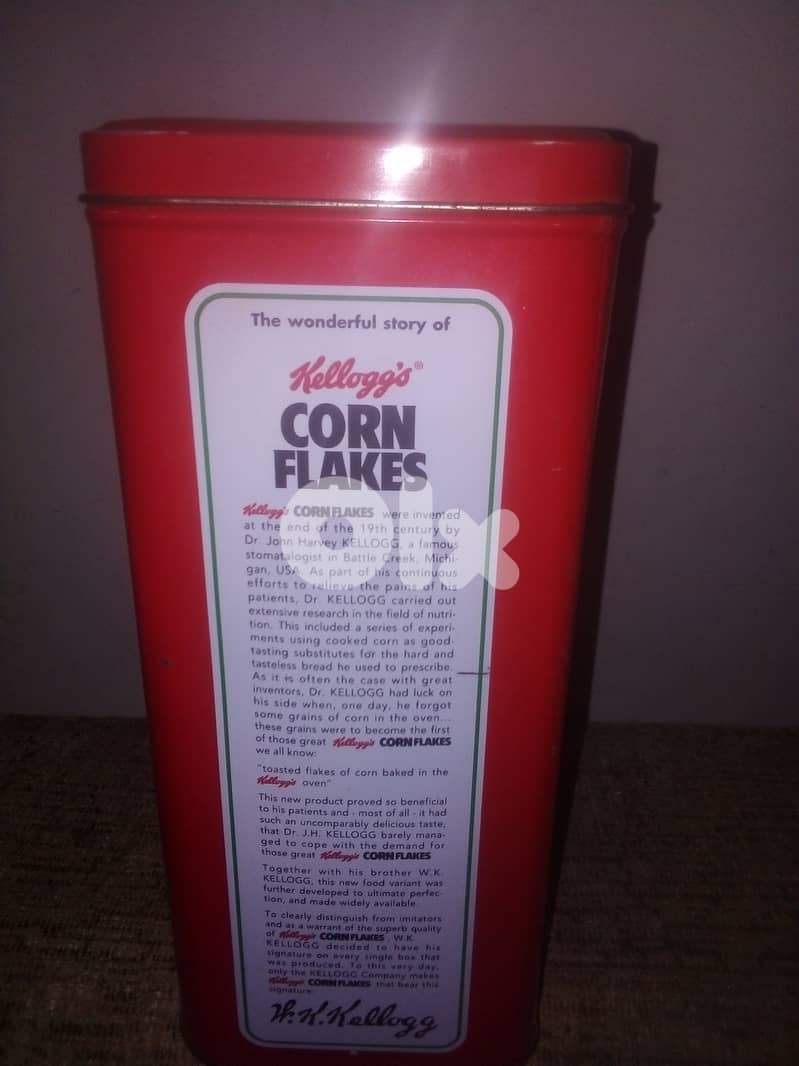 The wonderful story of
Kellogg's®
CORN
FLAKES
Kellogg's CORN FLAKES were invented
at the end of the 19th century by
Dr. John Harvey KELLOGG, a famous
stomatalogist in Battle Creek, Michi-
gan, USA. As part of his continuous
efforts to relieve the pains of his
patients, Dr. KELLOGG carried out
extensive research in the field of nutri-
tion. This included a series of experi-
ments using cooked corn as good-
tasting substitutes for the hard and
tasteless bread he used to prescribe.
As it is often the case with great
inventors, Dr. KELLOGG had luck on
his side when, one day, he forgot
some grains of corn in the oven...
these grains were to become the first
of those great Kellogg's CORN FLAKES
we all know:
"toasted flakes of corn baked in the
Kellogg's oven"
This new product proved so beneficial
to his patients and - most of all - it had
such an uncomparably delicious taste,
that Dr. J.H. KELLOGG barely mana-
ged to cope with the demand for
those great Kellogg's CORN FLAKES
Together with his brother W.K.
KELLOGG, this new food variant was
further developed to ultimate perfec-
tion, and made widely available.
To clearly distinguish from imitators
and as a warrant of the superb quality
of Kellogg's CORN FLAKES, W.K.
KELLOGG decided to have his
signature on every single box that
was produced. To this very day,
only the KELLOGG Company makes
Kellogg's CORN FLAKES that bear this
signature:
W.K.Kellogg
olx